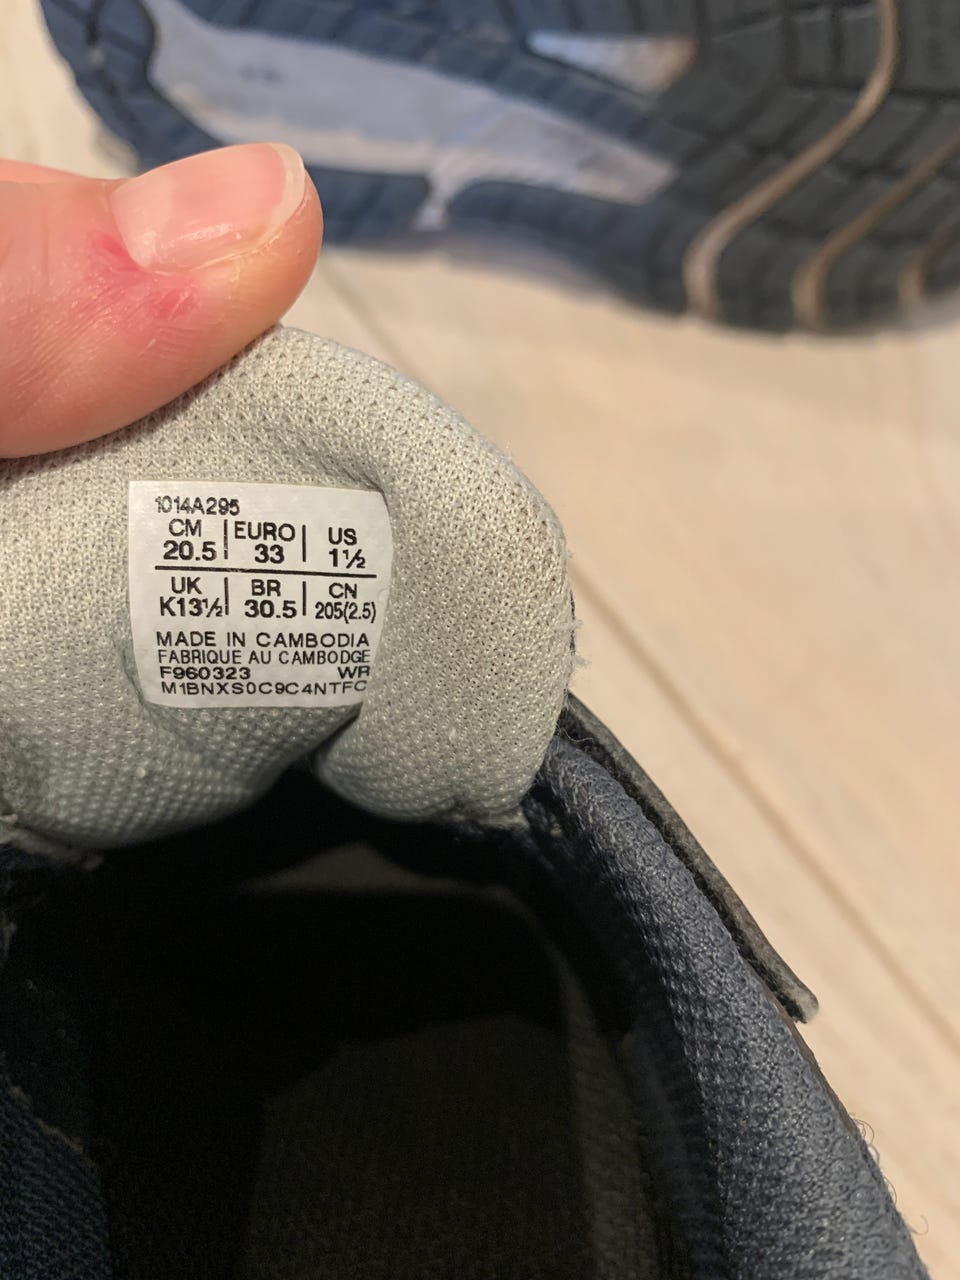 1014A295
CM | EURO | US
20.5 | 33 | 1½
UK | BR | CN
K13½ | 30.5 | 205(2.5)
MADE IN CAMBODIA
FABRIQUE AU CAMBODGE
F960323 WR
M1BNXS0C9C4NTFC